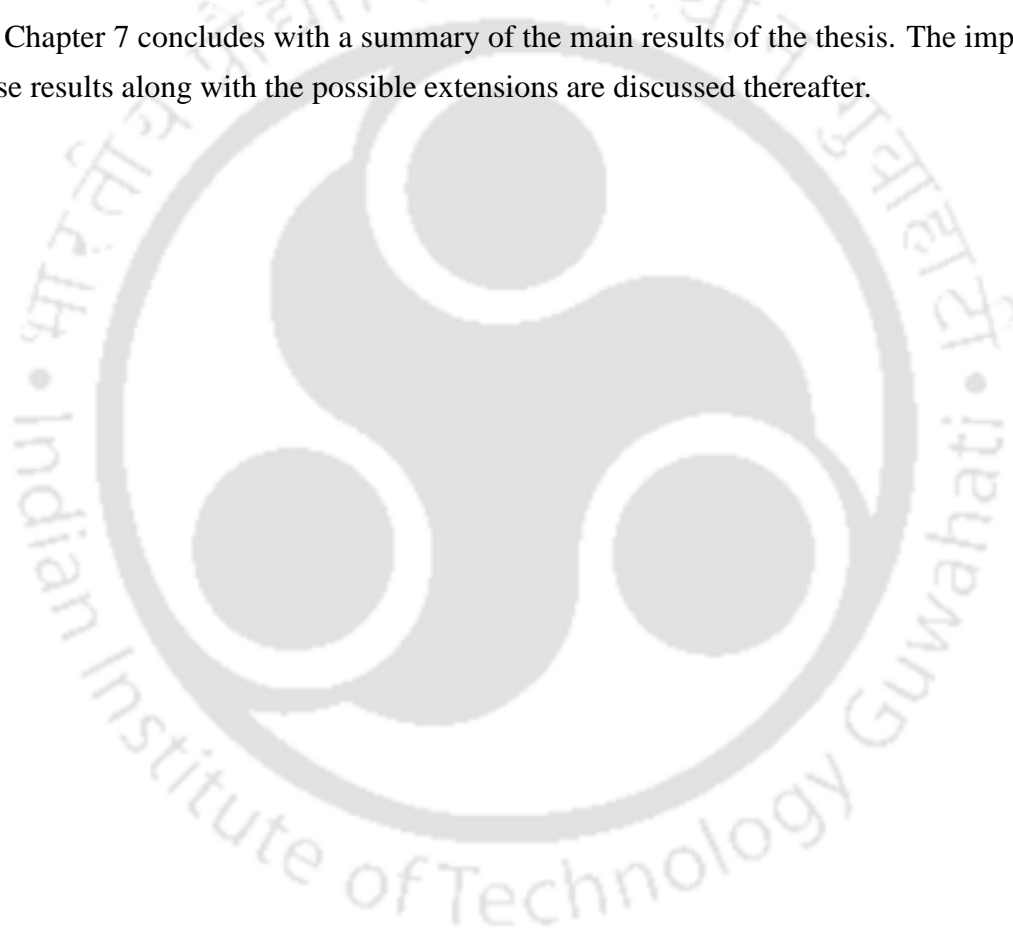 Chapter 7 concludes with a summary of the main results of the thesis. The imp
se results along with the possible extensions are discussed thereafter.
भारतीय
गुवाहाटी
Indian Institute of Technology Guwahati